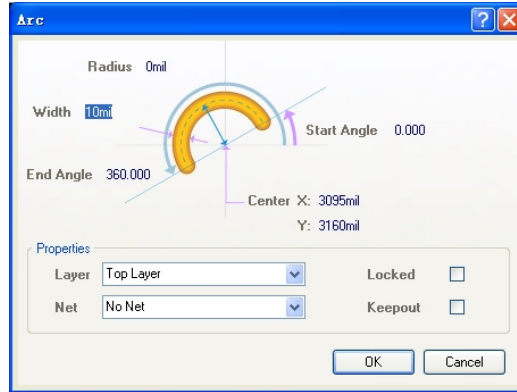 Arc
Radius 0mil
Width 10mil
Start Angle 0.000
End Angle 360.000
Center X: 3095mil
Y: 3160mil
Properties
Layer Top Layer Locked
Net No Net Keepout
OK Cancel